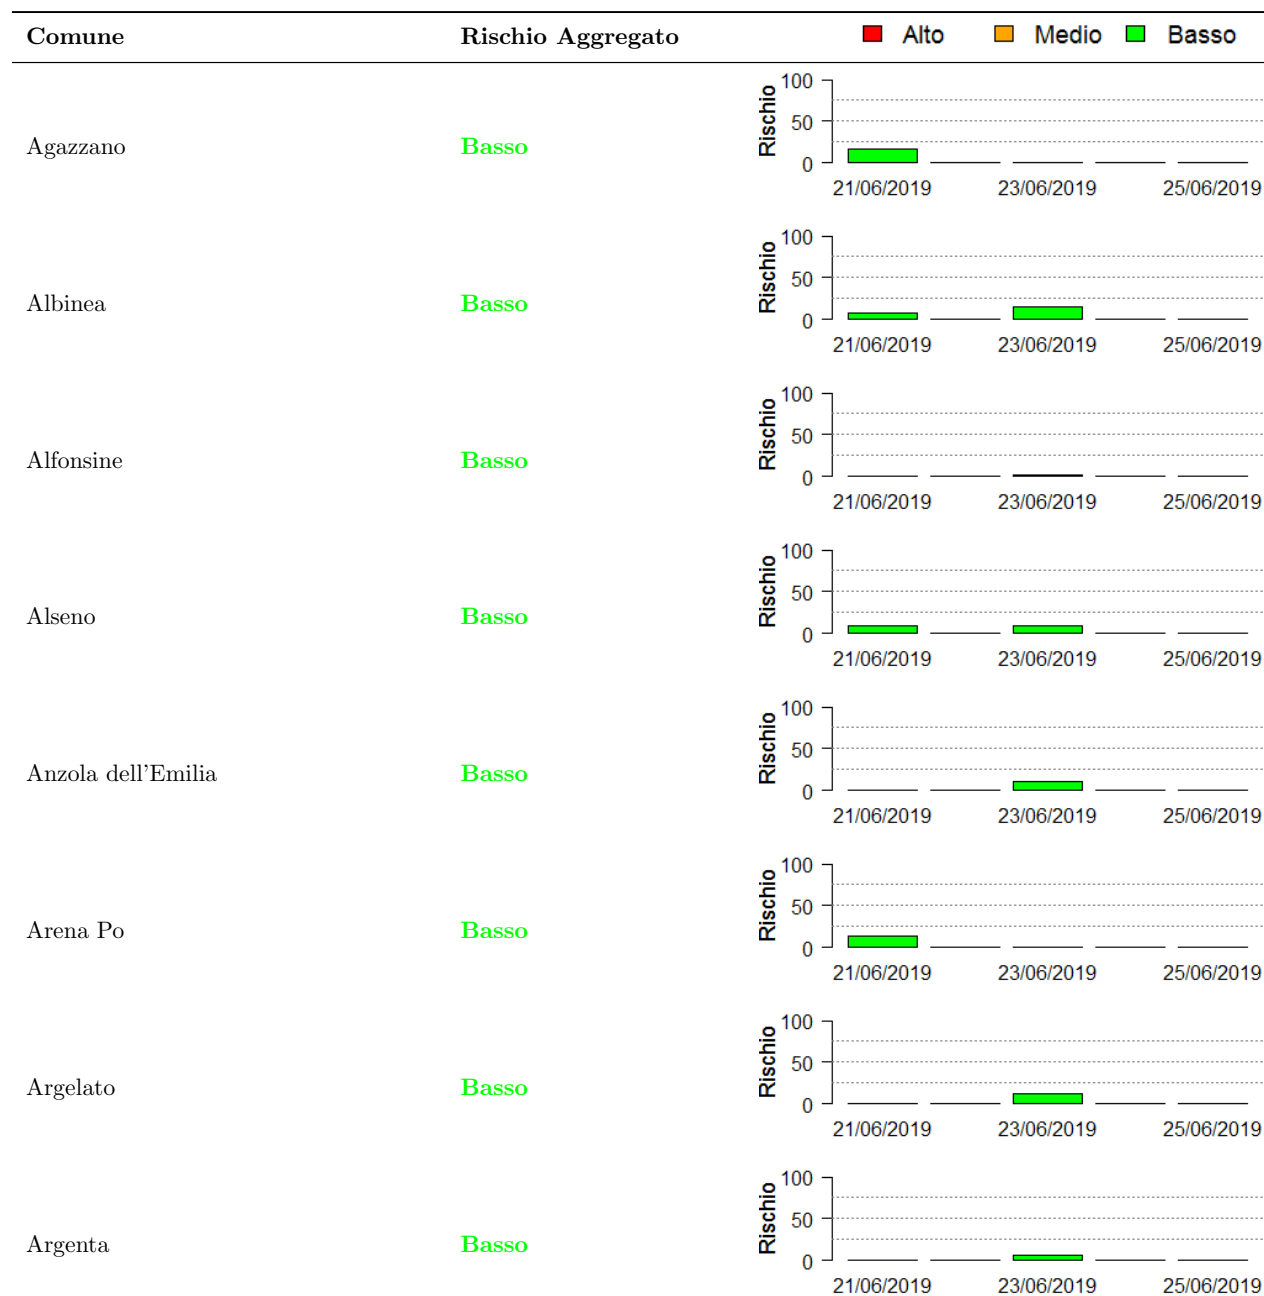 Comune Rischio Aggregato Alto Medio Basso
100
50
0
Rischio
Agazzano Basso
21/06/2019 23/06/2019 25/06/2019
100
50
0
Rischio
Albinea Basso
21/06/2019 23/06/2019 25/06/2019
100
50
0
Rischio
Alfonsine Basso
21/06/2019 23/06/2019 25/06/2019
100
50
0
Rischio
Alseno Basso
21/06/2019 23/06/2019 25/06/2019
100
50
0
Rischio
Anzola dell'Emilia Basso
21/06/2019 23/06/2019 25/06/2019
100
50
0
Rischio
Arena Po Basso
21/06/2019 23/06/2019 25/06/2019
100
50
0
Rischio
Argelato Basso
21/06/2019 23/06/2019 25/06/2019
100
50
0
Rischio
Argenta Basso
21/06/2019 23/06/2019 25/06/2019